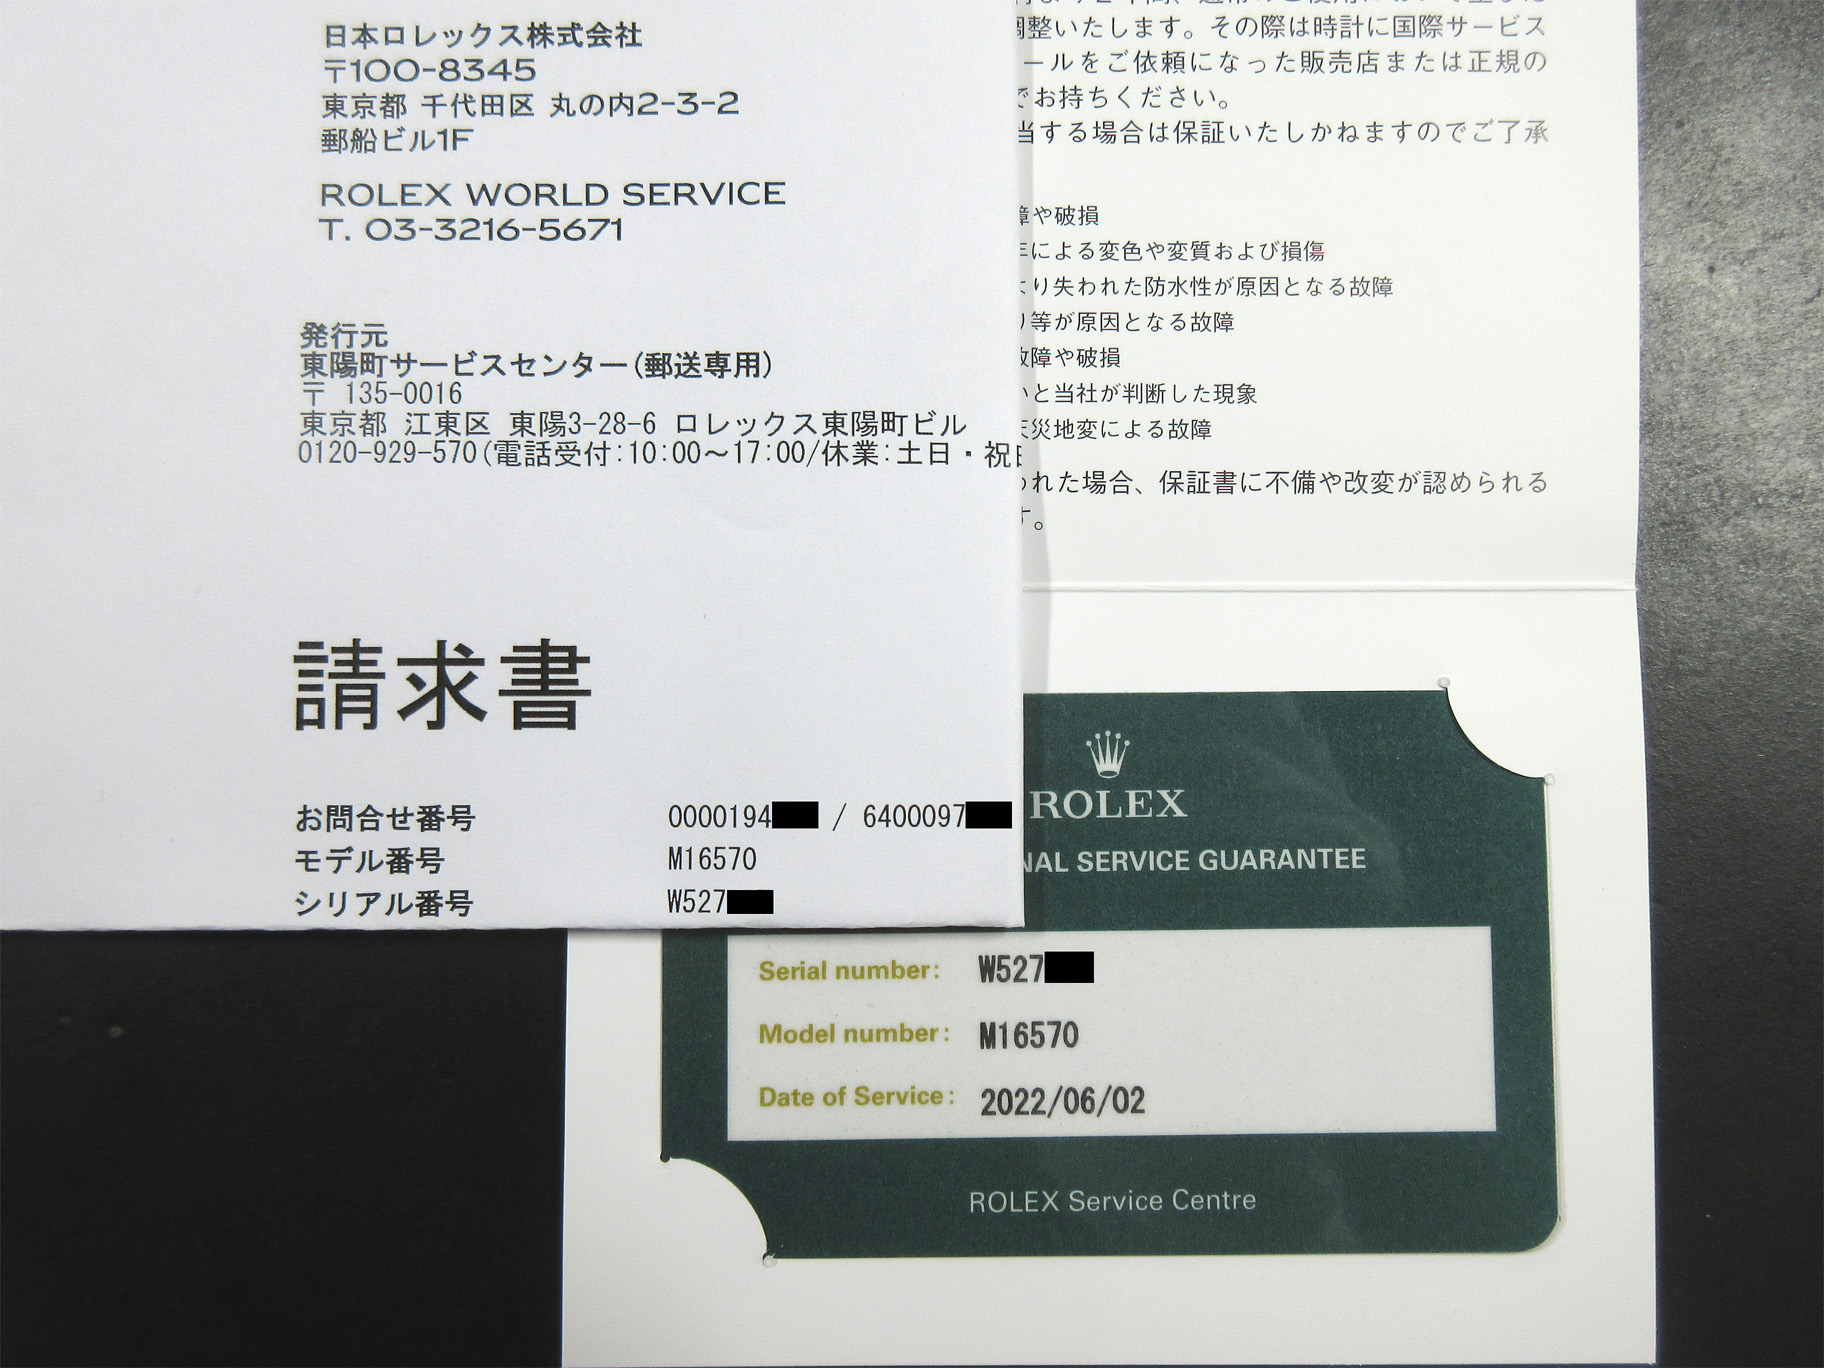 日本ロレックス株式会社
〒100-8345
東京都 千代田区 丸の内2-3-2
郵船ビル1F
ROLEX WORLD SERVICE
T. 03-3216-5671
発行元
東陽町サービスセンター(郵送専用)
〒 135-0016
東京都 江東区 東陽3-28-6 ロレックス東陽町ビル
0120-929-570(電話受付:10:00～17:00/休業:土日・祝
請求書
お問合せ番号 0000194 / 6400097
モデル番号 M16570
シリアル番号 W527
調整いたします。その際は時計に国際サービス
ールをご依頼になった販売店または正規の
でお持ちください。
当する場合は保証いたしかねますのでご了承
障や破損
による変色や変質および損傷
より失われた防水性が原因となる故障
り等が原因となる故障
故障や破損
いと当社が判断した現象
天災地変による故障
われた場合、保証書に不備や改変が認められる
す。
ROLEX
NAL SERVICE GUARANTEE
Serial number: W527
Model number: M16570
Date of Service: 2022/06/02
ROLEX Service Centre